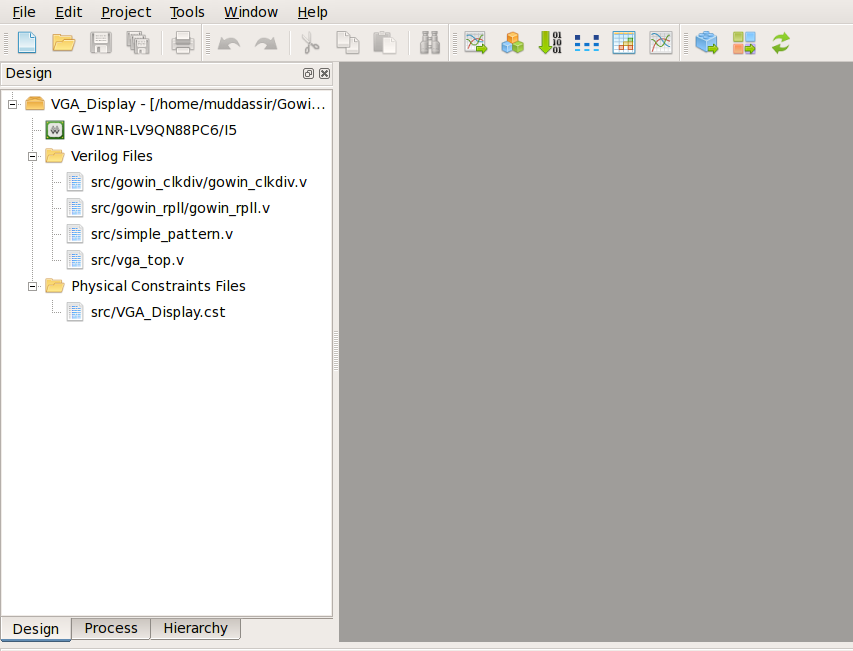 File Edit Project Tools Window Help
Design
VGA_Display - [/home/muddassir/Gowi...
GW1NR-LV9QN88PC6/I5
Verilog Files
src/gowin_clkdiv/gowin_clkdiv.v
src/gowin_rpll/gowin_rpll.v
src/simple_pattern.v
src/vga_top.v
Physical Constraints Files
src/VGA_Display.cst
Design Process Hierarchy